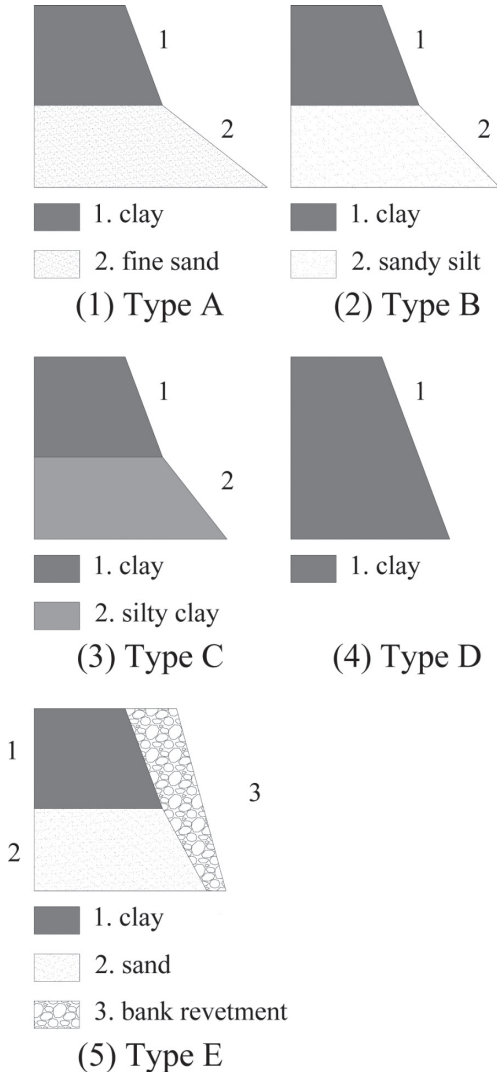 1
2
1. clay
2. fine sand
(1) Type A
1
2
1. clay
2. sandy silt
(2) Type B
1
2
1. clay
2. silty clay
(3) Type C
1
1. clay
(4) Type D
1
2
3
1. clay
2. sand
3. bank revetment
(5) Type E